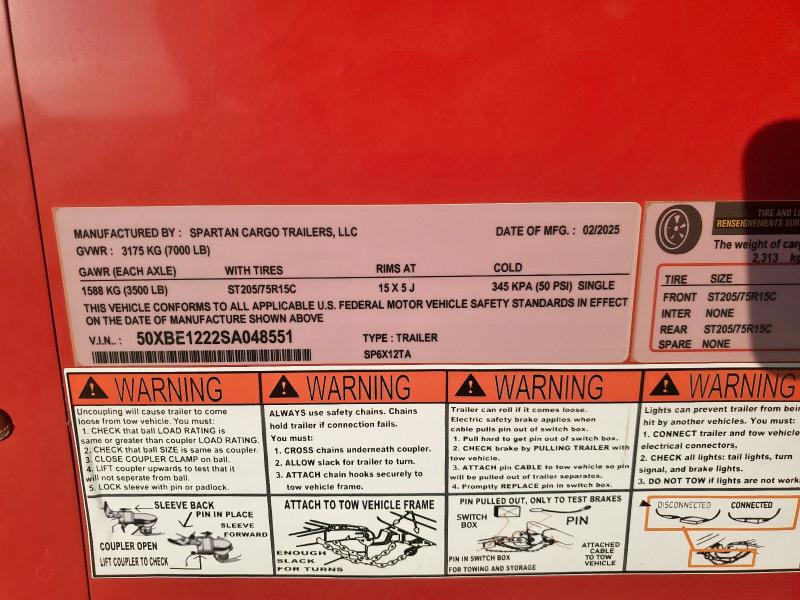 MANUFACTURED BY : SPARTAN CARGO TRAILERS, LLC DATE OF MFG. : 02/2025
GVWR : 3175 KG (7000 LB)
GAWR (EACH AXLE) WITH TIRES RIMS AT COLD
1588 KG (3500 LB) ST205/75R15C 15 X 5 J 345 KPA (50 PSI) SINGLE
THIS VEHICLE CONFORMS TO ALL APPLICABLE U.S. FEDERAL MOTOR VEHICLE SAFETY STANDARDS IN EFFECT
ON THE DATE OF MANUFACTURE SHOWN ABOVE
V.I.N.. : 50XBE1222SA048551 TYPE : TRAILER
SP6X12TA
TIRE AND
RENSEIGNEMENTS SUR
The weight of
2,313
TIRE SIZE
FRONT ST205/75R15C
INTER NONE
REAR ST205/75R15C
SPARE NONE
WARNING
Uncoupling will cause trailer to come
loose from tow vehicle. You must:
1. CHECK that ball LOAD RATING is
same or greater than coupler LOAD RATING.
2. CHECK that ball SIZE is same as coupler.
3. CLOSE COUPLER CLAMP on ball.
4. LIFT coupler upwards to test that it
will not seperate from ball.
5. LOCK sleeve with pin or padlock.
SLEEVE BACK
PIN IN PLACE
SLEEVE
FORWARD
COUPLER OPEN
LIFT COUPLER TO CHECK
WARNING
ALWAYS use safety chains. Chains
hold trailer if connection fails.
You must:
1. CROSS chains underneath coupler.
2. ALLOW slack for trailer to turn.
3. ATTACH chain hooks securely to
tow vehicle frame.
ATTACH TO TOW VEHICLE FRAME
ENOUGH
SLACK
FOR TURNS
WARNING
Trailer can roll if it comes loose.
Electric safety brake applies when
cable pulls pin out of switch box.
1. Pull hard to get pin out of switch box.
2. CHECK brake by PULLING TRAILER with
tow vehicle.
3. ATTACH pin CABLE to tow vehicle so pin
will be pulled out of trailer separates.
4. Promptly REPLACE pin in switch box.
PIN PULLED OUT, ONLY TO TEST BRAKES
SWITCH
BOX
PIN
PIN IN SWITCH BOX
FOR TOWING AND STORAGE
ATTACHED
CABLE
TO TOW
VEHICLE
WARNING
Lights can prevent trailer from
hit by another vehicles. You must:
1. CONNECT trailer and tow vehicle
electrical connectors.
2. CHECK all lights: tail lights, turn
signal, and brake lights.
3. DO NOT TOW if lights are not
DISCONNECTED CONNECTED